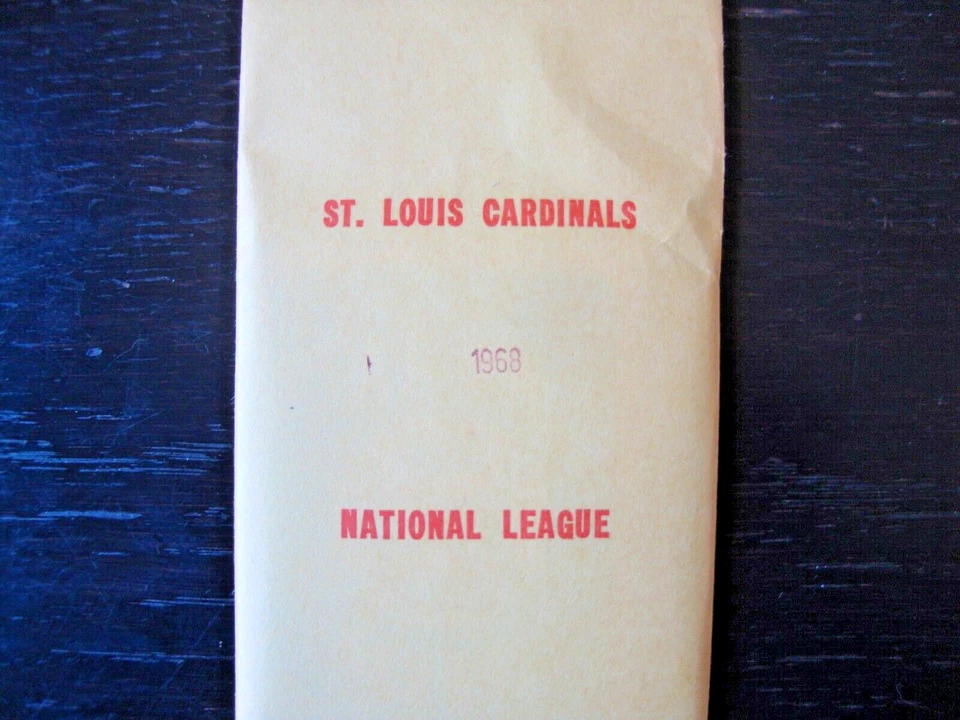 ST. LOUIS CARDINALS
1968
NATIONAL LEAGUE